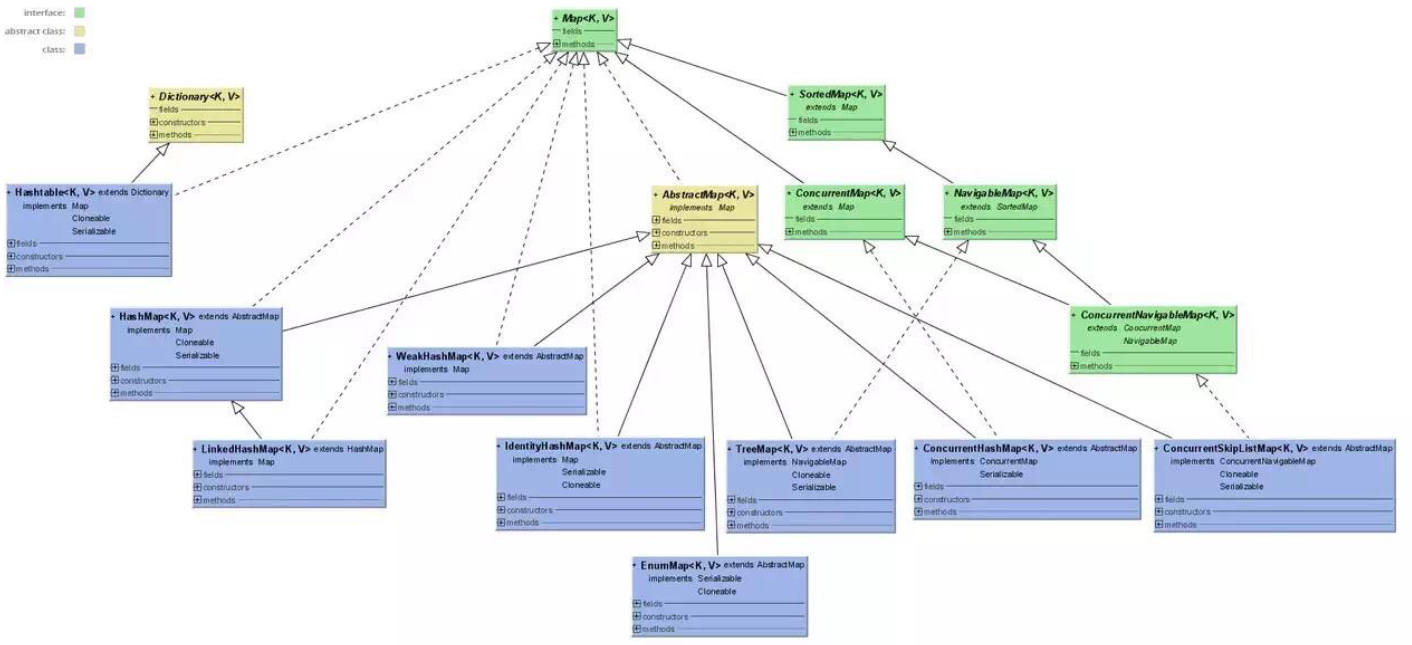 interface:
abstract class:
class:
+ Map<K, V>
fields
methods
+ Dictionary<K, V>
fields
constructors
methods
+ SortedMap<K, V>
extends Map
fields
methods
+ Hashtable<K, V> extends Dictionary
implements Map
Cloneable
Serializable
fields
constructors
methods
+ AbstractMap<K, V>
implements Map
fields
constructors
methods
+ ConcurrentMap<K, V>
extends Map
fields
methods
+ NavigableMap<K, V>
extends SortedMap
fields
methods
+ HashMap<K, V> extends AbstractMap
implements Map
Cloneable
Serializable
fields
constructors
methods
+ WeakHashMap<K, V> extends AbstractMap
implements Map
fields
constructors
methods
+ ConcurrentNavigableMap<K, V>
extends ConcurrentMap
NavigableMap
fields
methods
+ LinkedHashMap<K, V> extends HashMap
implements Map
fields
constructors
methods
+ IdentityHashMap<K, V> extends AbstractMap
implements Map
Serializable
Cloneable
fields
constructors
methods
+ TreeMap<K, V> extends AbstractMap
implements NavigableMap
Cloneable
Serializable
fields
constructors
methods
+ ConcurrentHashMap<K, V> extends AbstractMap
implements ConcurrentMap
Serializable
fields
constructors
methods
+ ConcurrentSkipListMap<K, V> extends AbstractMap
implements ConcurrentNavigableMap
Cloneable
Serializable
fields
constructors
methods
+ EnumMap<K, V> extends AbstractMap
implements Serializable
Cloneable
fields
constructors
methods